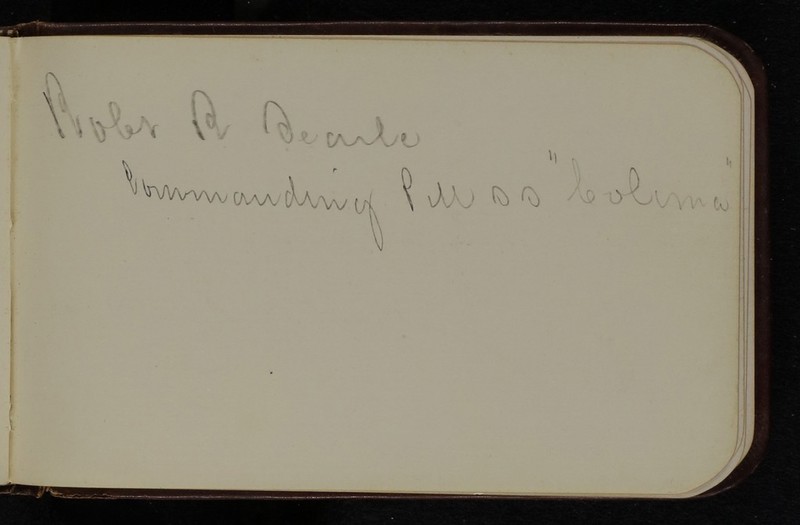 Robt R Searle
Commanding P M S S "Colima"